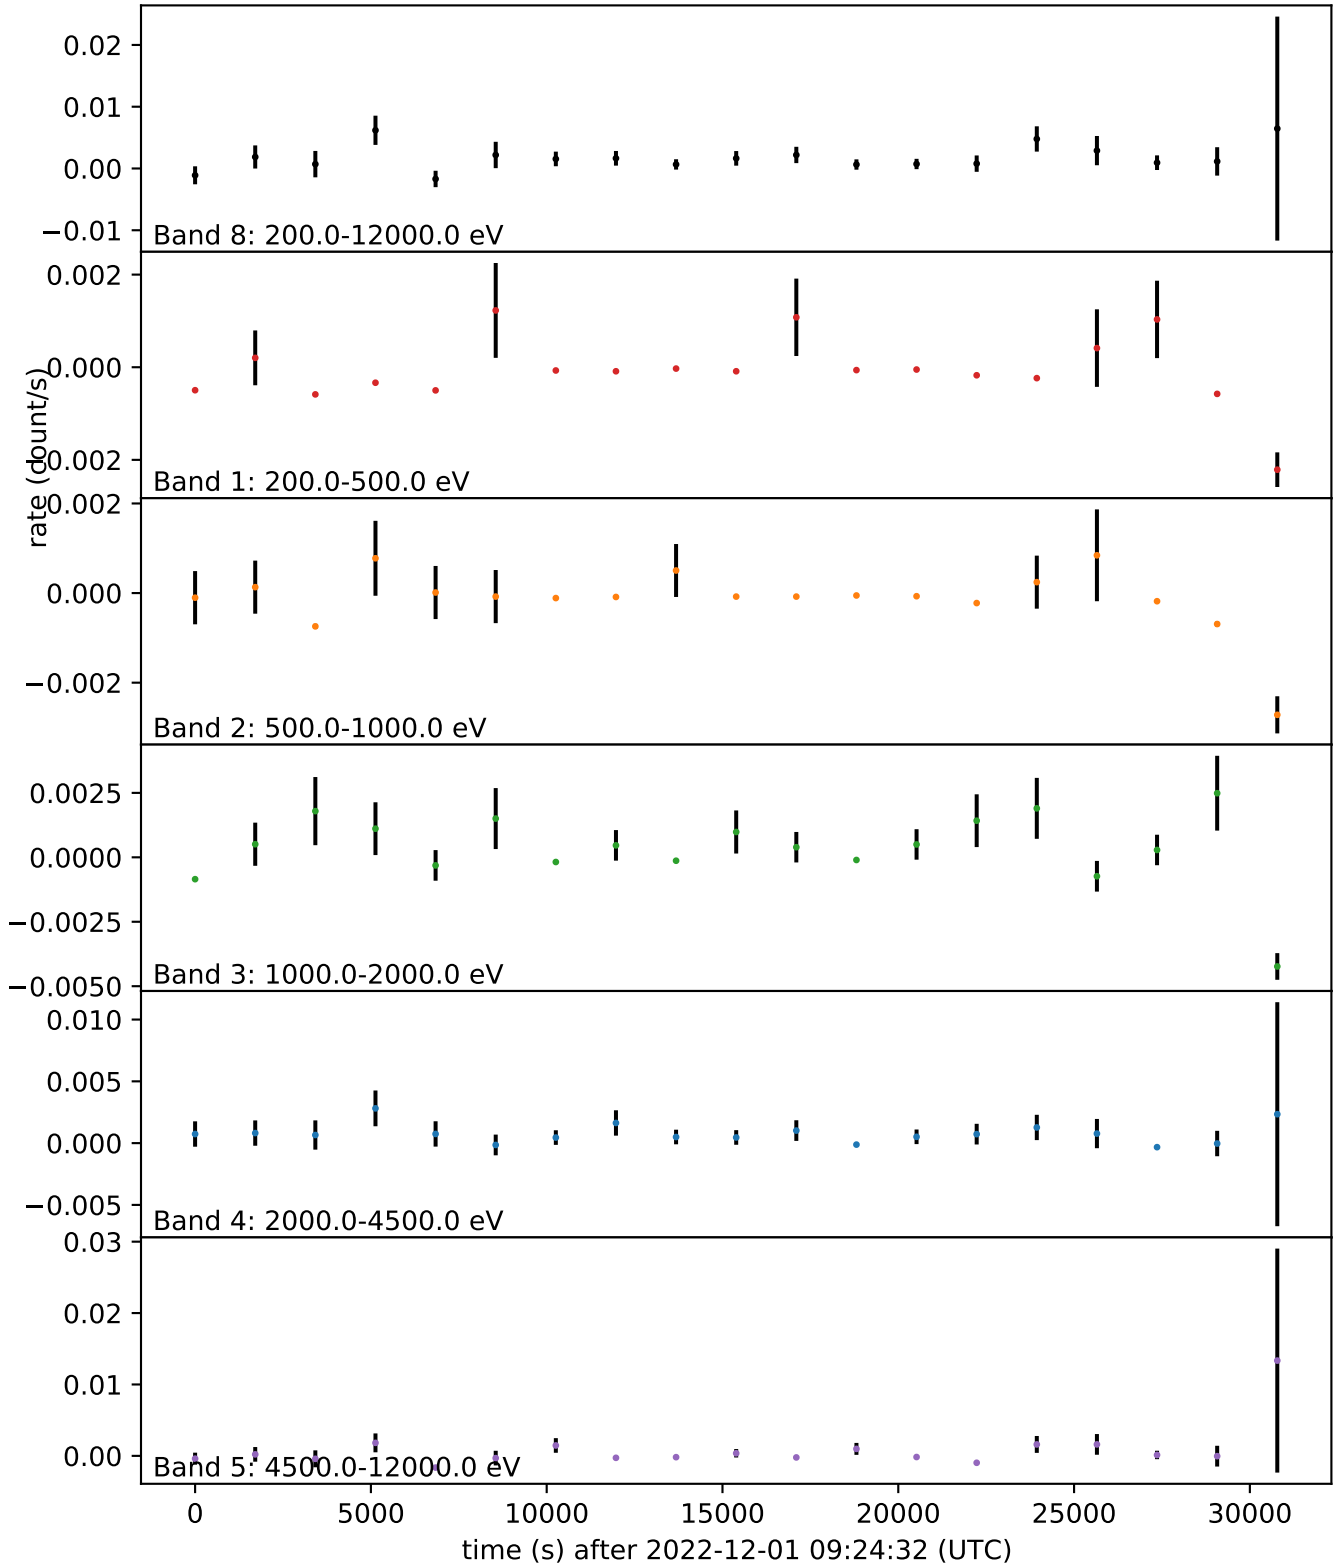 0.02
0.01
0.00
−0.01
Band 8: 200.0-12000.0 eV
0.002
0.000
−0.002
Band 1: 200.0-500.0 eV
rate (count/s)
0.002
0.000
−0.002
Band 2: 500.0-1000.0 eV
0.0025
0.0000
−0.0025
−0.0050
Band 3: 1000.0-2000.0 eV
0.010
0.005
0.000
−0.005
Band 4: 2000.0-4500.0 eV
0.03
0.02
0.01
0.00
Band 5: 4500.0-12000.0 eV
0 5000 10000 15000 20000 25000 30000
time (s) after 2022-12-01 09:24:32 (UTC)